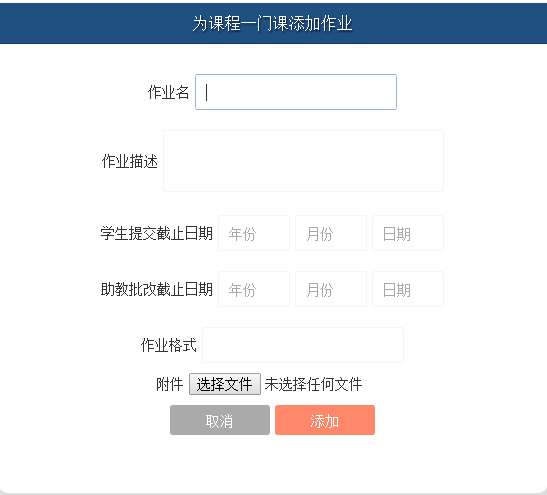 为课程一门课添加作业
作业名
作业描述
学生提交截止日期 年份 月份 日期
助教批改截止日期 年份 月份 日期
作业格式
附件 选择文件 未选择任何文件
取消 添加